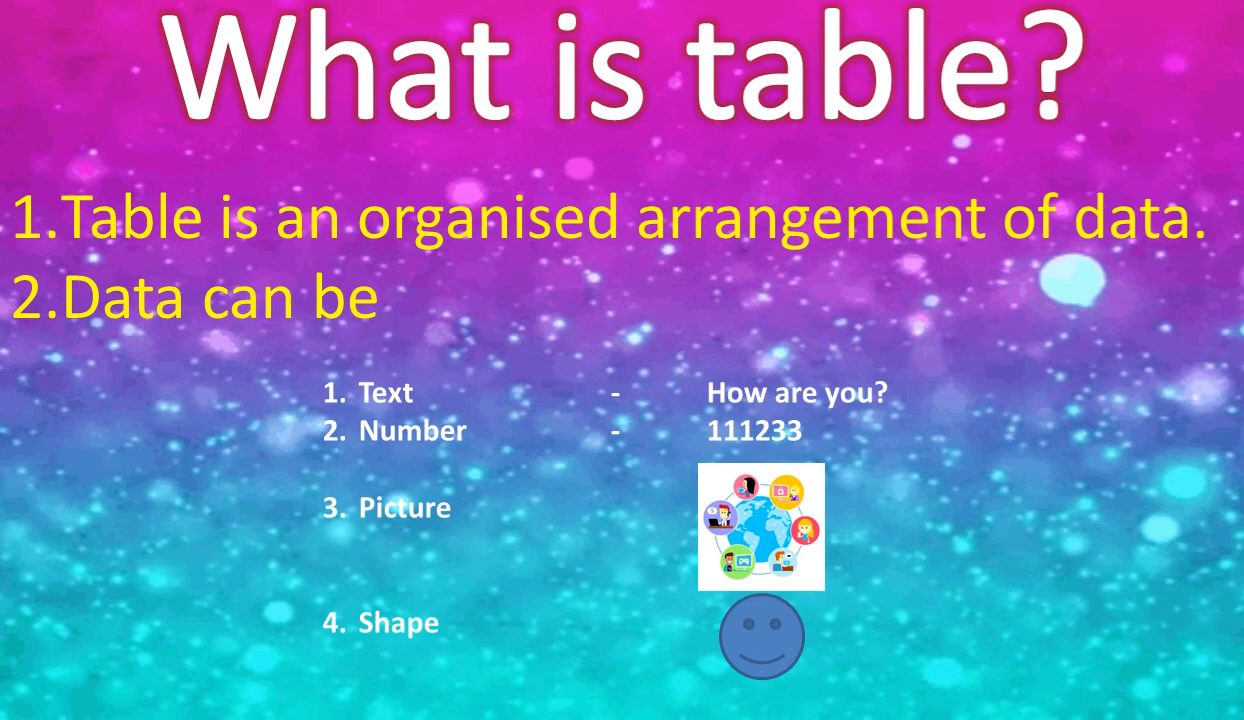 What is table?
1.Table is an organised arrangement of data.
2.Data can be
1. Text - How are you?
2. Number - 111233
3. Picture
4. Shape